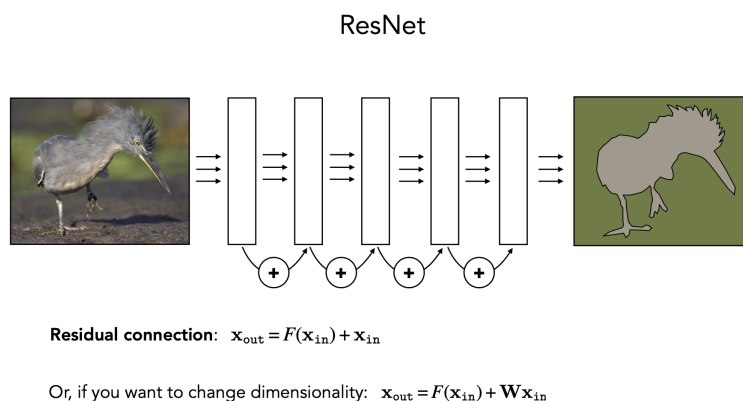 ResNet
+ + + +
Residual connection: x_out = F(x_in) + x_in
Or, if you want to change dimensionality: x_out = F(x_in) + Wx_in